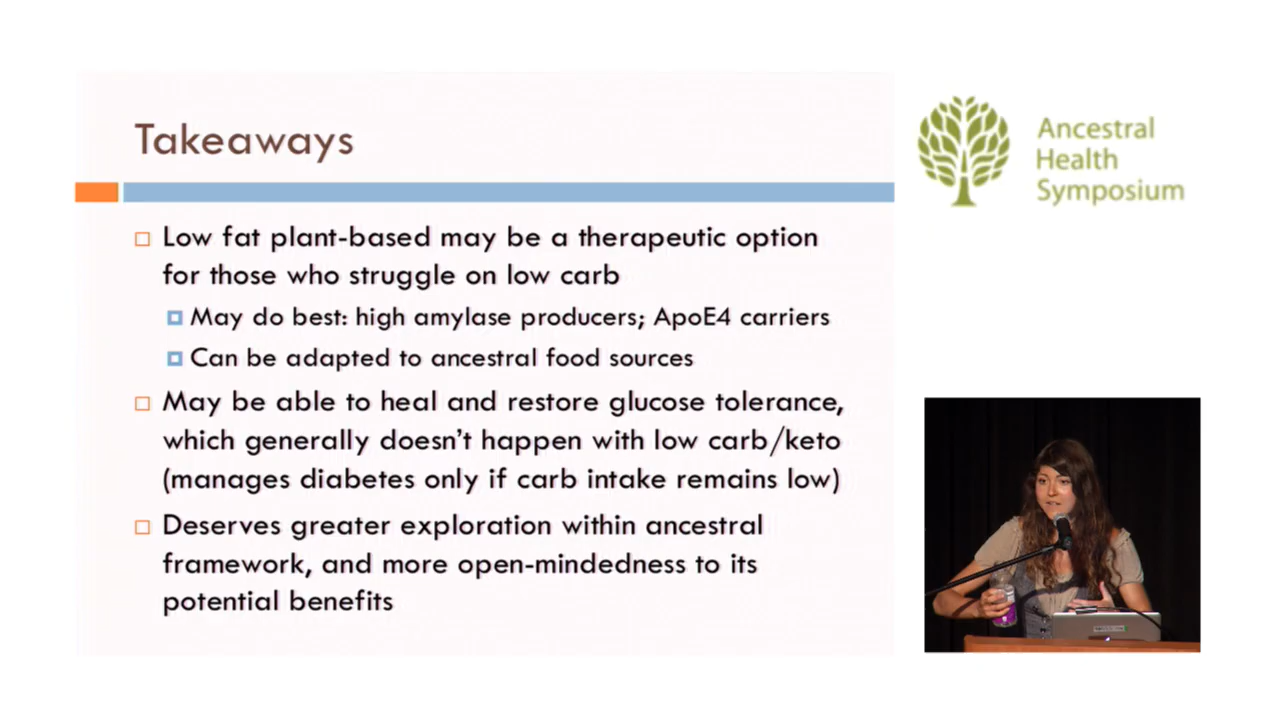 Takeaways
Low fat plant-based may be a therapeutic option
for those who struggle on low carb
May do best: high amylase producers; ApoE4 carriers
Can be adapted to ancestral food sources
May be able to heal and restore glucose tolerance,
which generally doesn't happen with low carb/keto
(manages diabetes only if carb intake remains low)
Deserves greater exploration within ancestral
framework, and more open-mindedness to its
potential benefits
Ancestral
Health
Symposium